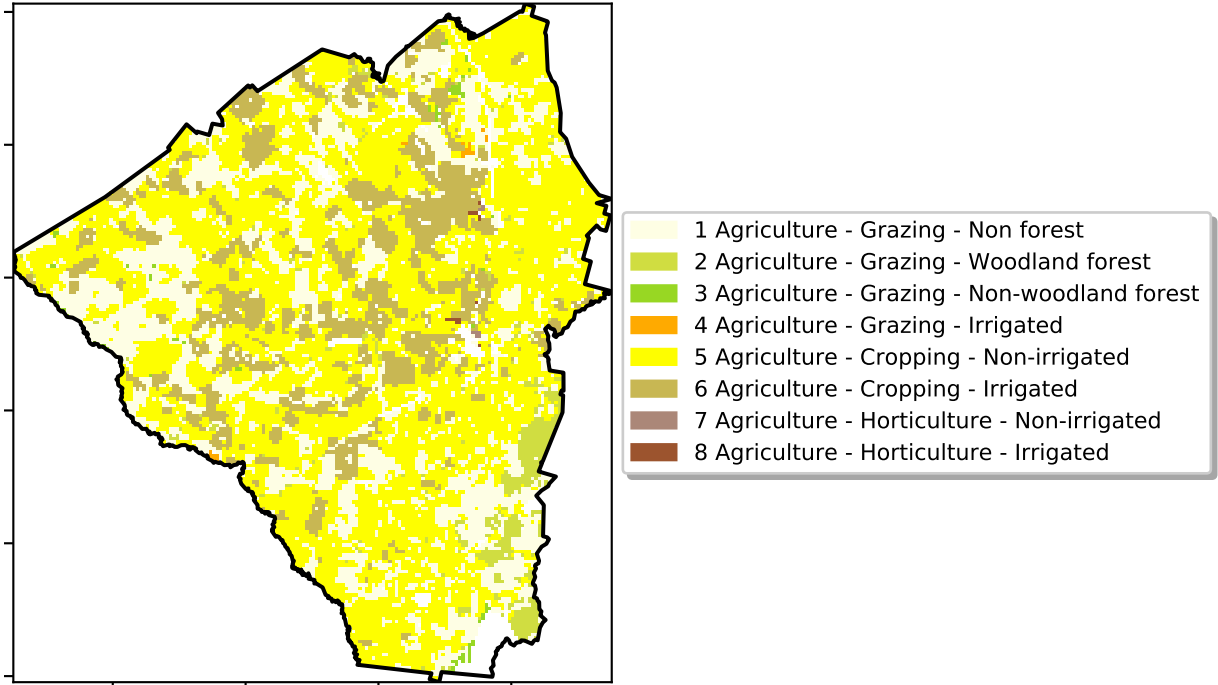 1 Agriculture - Grazing - Non forest
2 Agriculture - Grazing - Woodland forest
3 Agriculture - Grazing - Non-woodland forest
4 Agriculture - Grazing - Irrigated
5 Agriculture - Cropping - Non-irrigated
6 Agriculture - Cropping - Irrigated
7 Agriculture - Horticulture - Non-irrigated
8 Agriculture - Horticulture - Irrigated